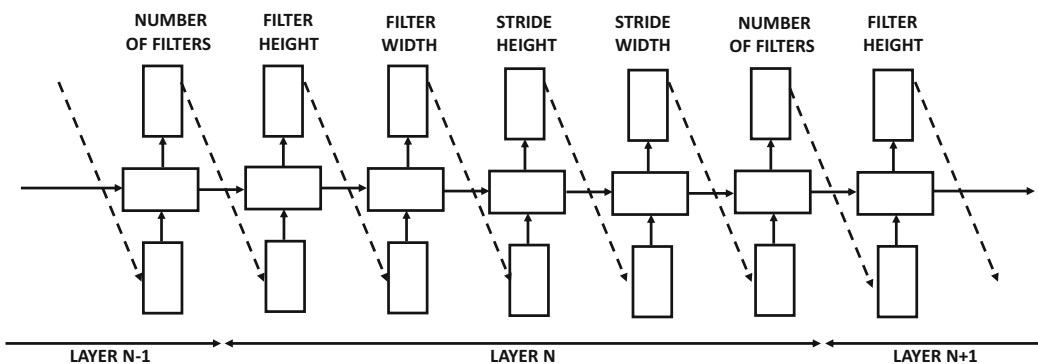 NUMBER
OF FILTERS
FILTER
HEIGHT
FILTER
WIDTH
STRIDE
HEIGHT
STRIDE
WIDTH
NUMBER
OF FILTERS
FILTER
HEIGHT
LAYER N-1
LAYER N
LAYER N+1